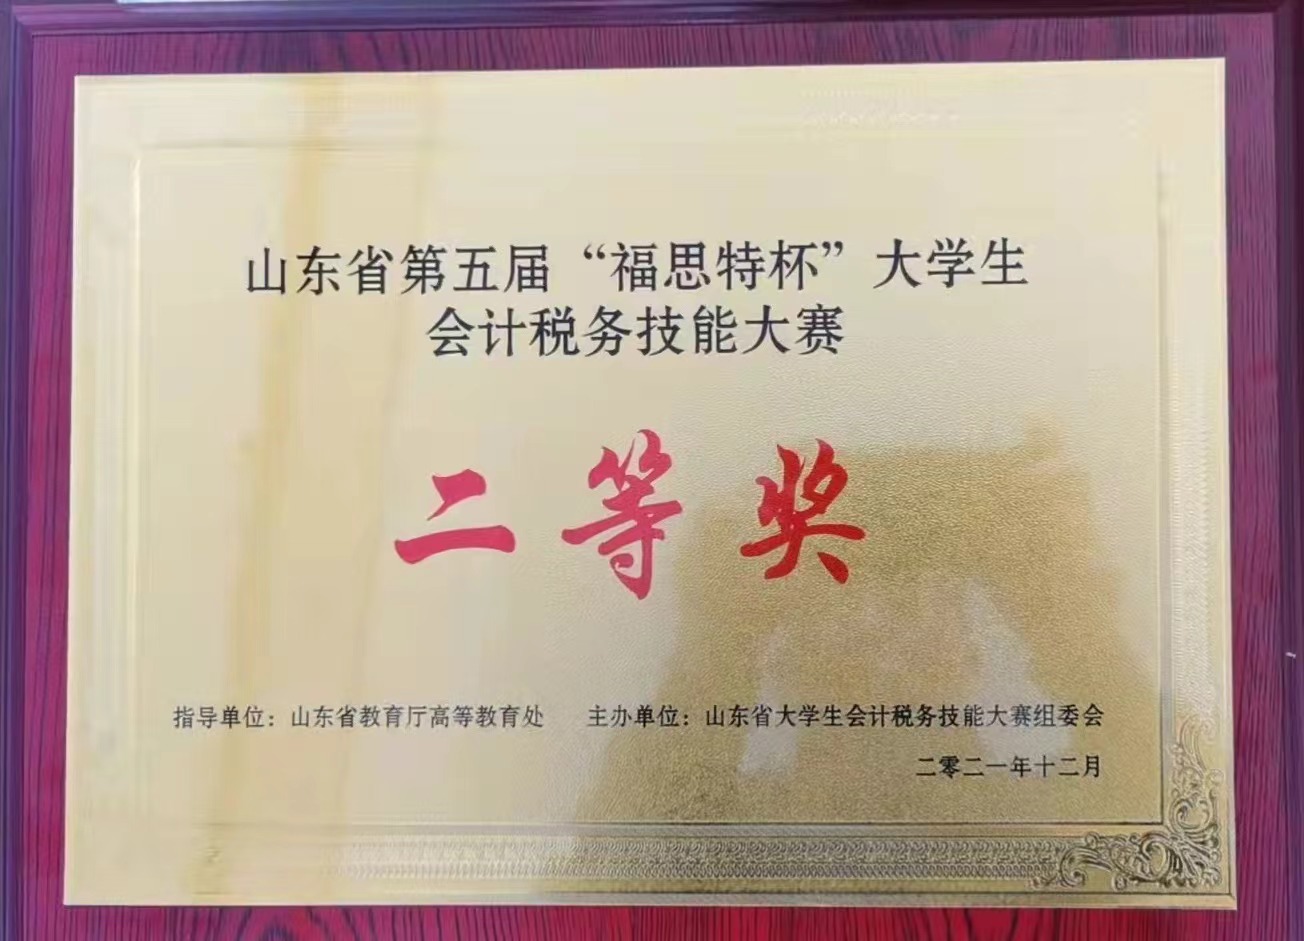 山东省第五届“福思特杯”大学生
会计税务技能大赛
二等奖
指导单位：山东省教育厅高等教育处 主办单位：山东省大学生会计税务技能大赛组委会
二零二一年十二月